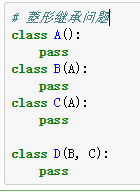 # 菱形继承问题
class A():
    pass
class B(A):
    pass
class C(A):
    pass

class D(B, C):
    pass